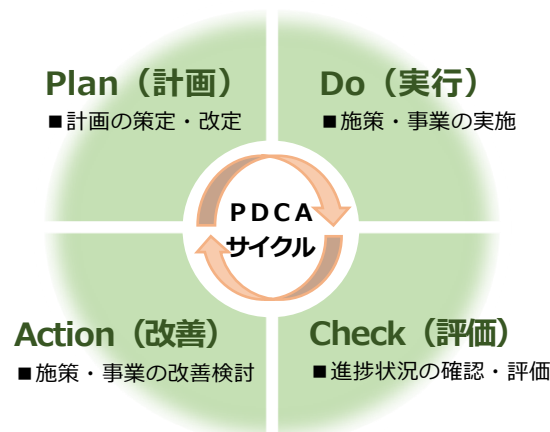 Plan（計画）
■計画の策定・改定
Do（実行）
■施策・事業の実施
PDCA
サイクル
Action（改善）
■施策・事業の改善検討
Check（評価）
■進捗状況の確認・評価